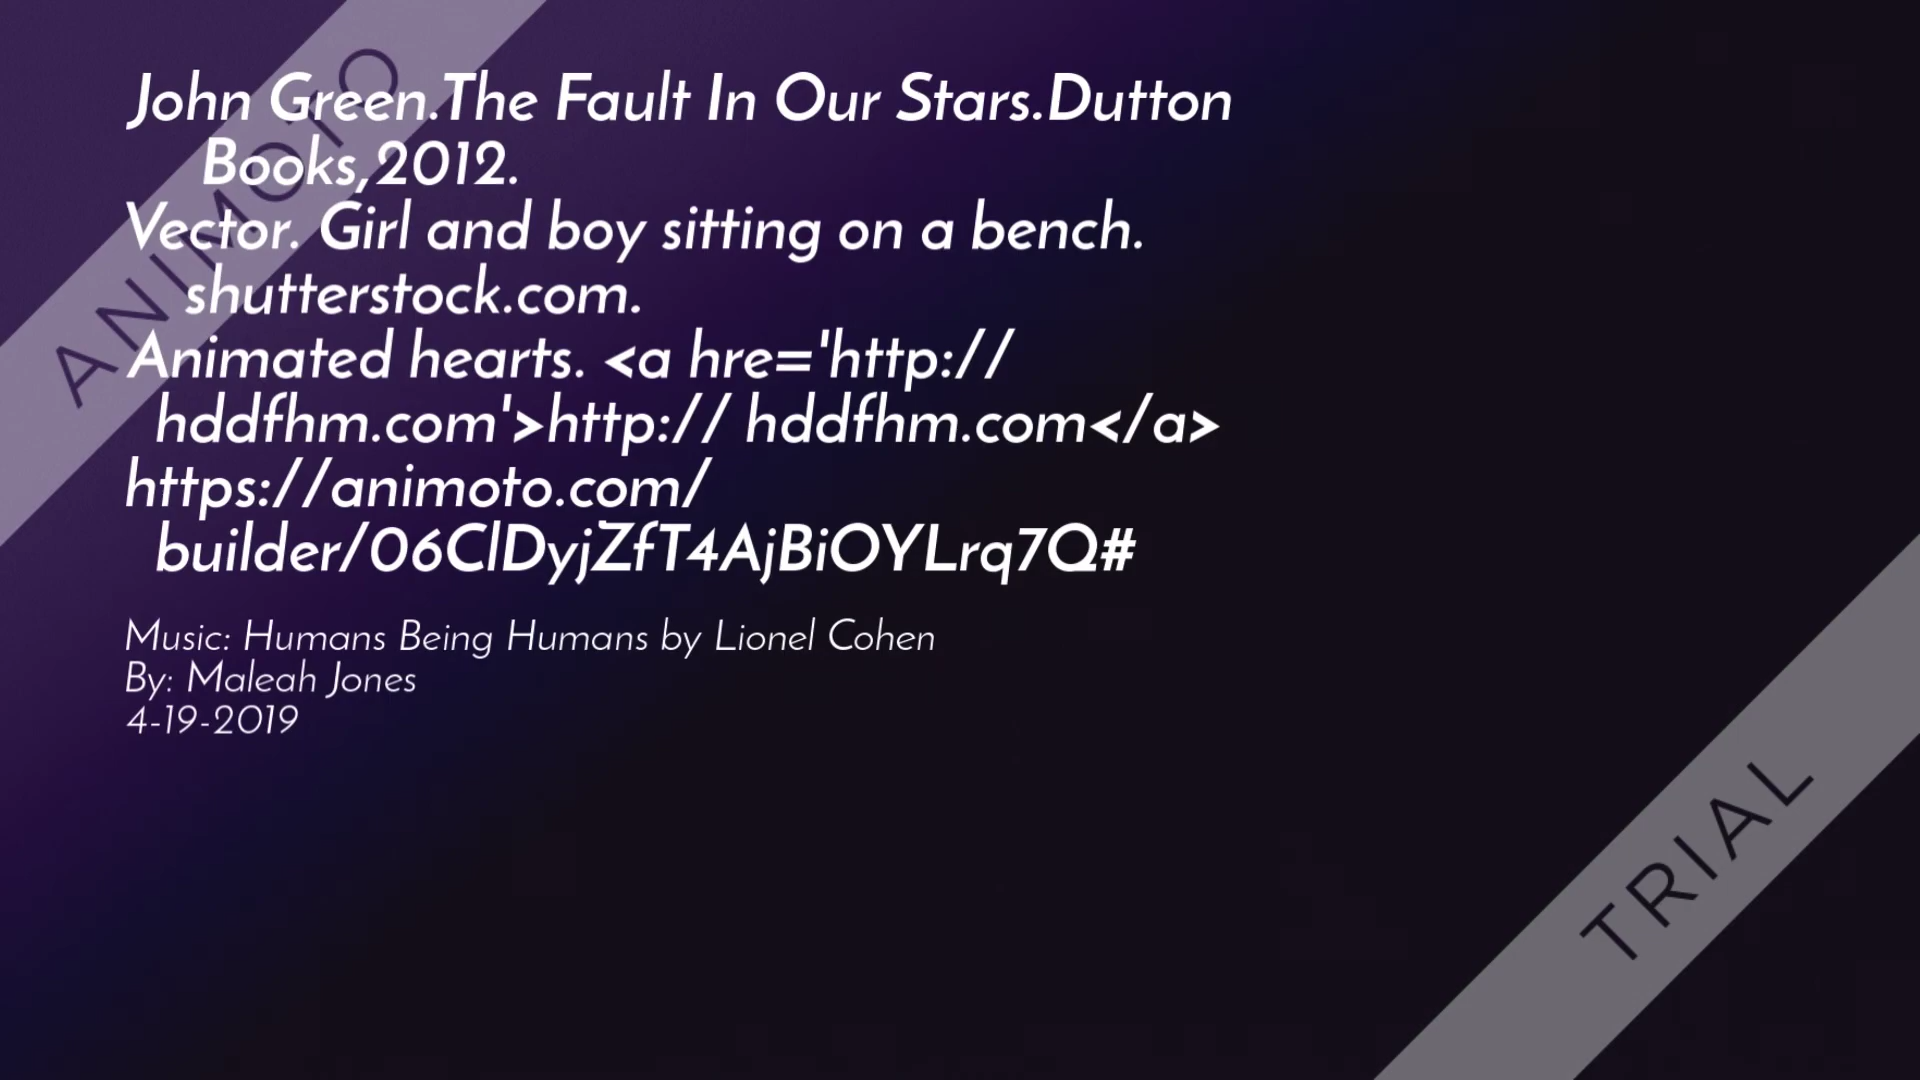 John Green.The Fault In Our Stars.Dutton
Books,2012.
Vector. Girl and boy sitting on a bench.
shutterstock.com.
Animated hearts. <a hre='http://
hddfhm.com'>http:// hddfhm.com</a>
https://animoto.com/
builder/06ClDyjZfT4AjBiOYLrq7Q#
Music: Humans Being Humans by Lionel Cohen
By: Maleah Jones
4-19-2019
ANIMOTO
TRIAL